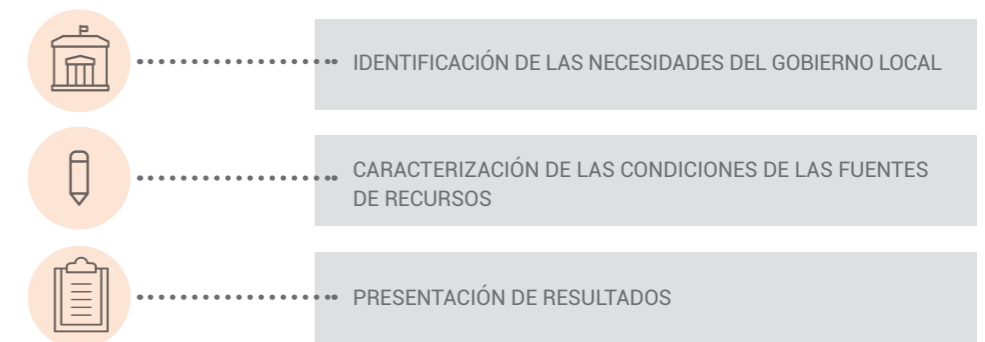 IDENTIFICACIÓN DE LAS NECESIDADES DEL GOBIERNO LOCAL
CARACTERIZACIÓN DE LAS CONDICIONES DE LAS FUENTES
DE RECURSOS
PRESENTACIÓN DE RESULTADOS